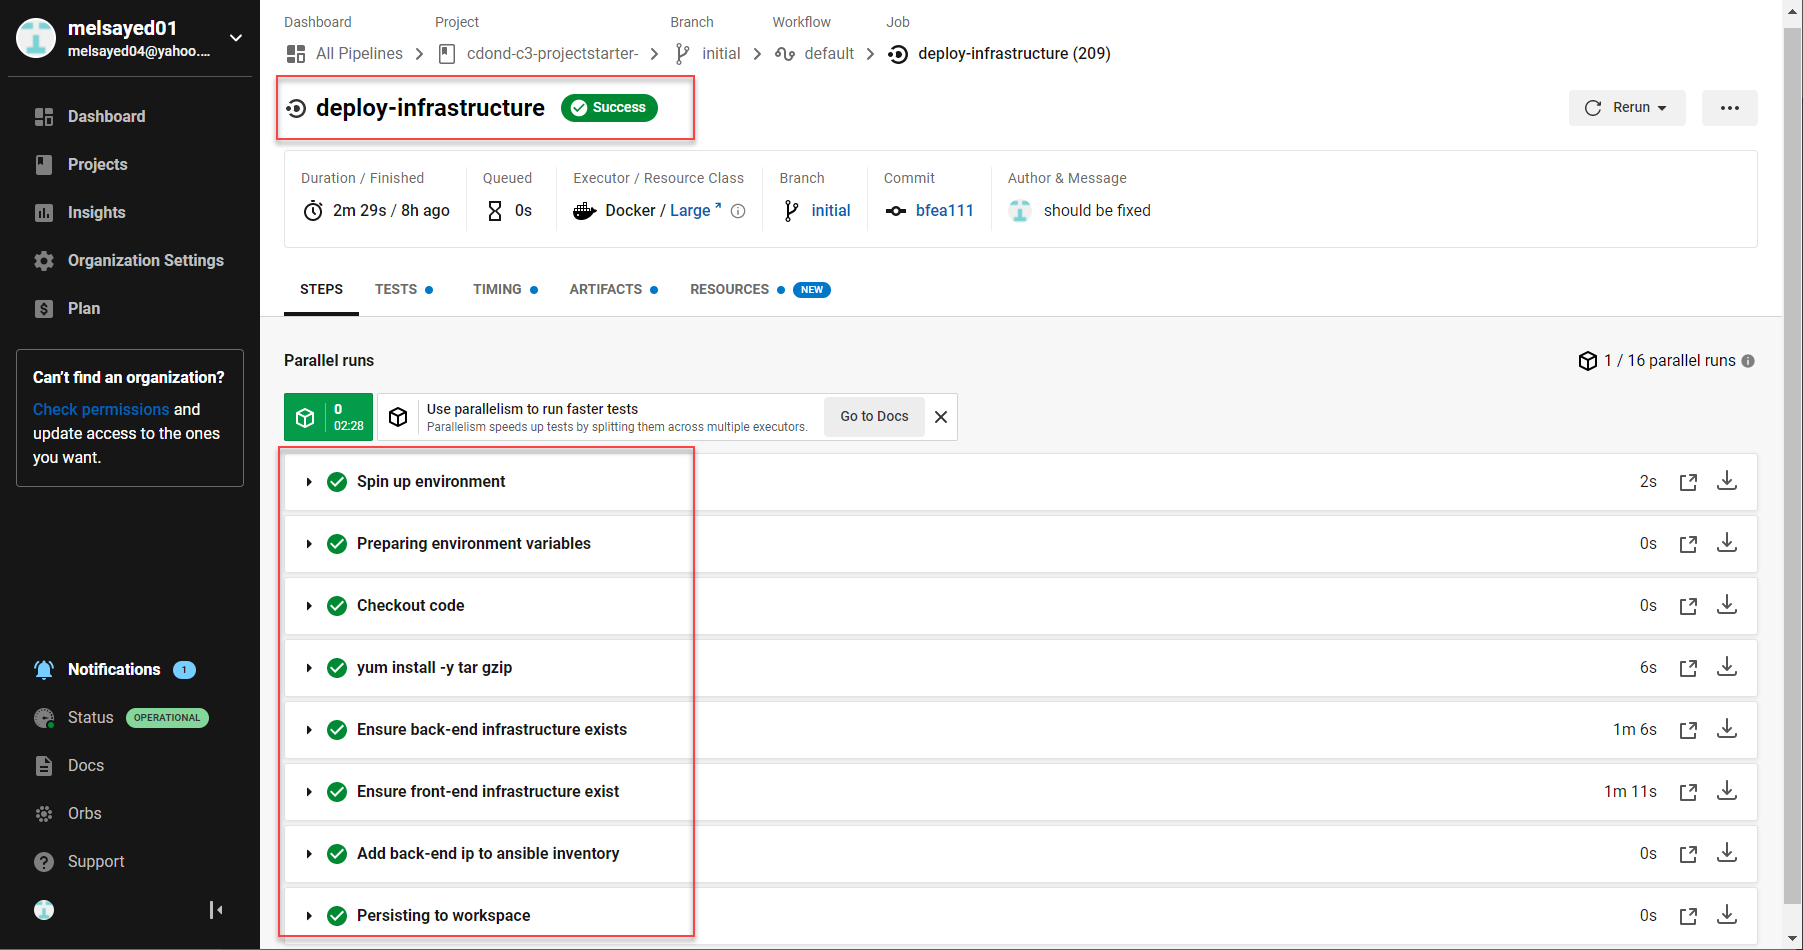 melsayed01
melsayed04@yahoo....
Dashboard
Projects
Insights
Organization Settings
Plan
Can't find an organization?
Check permissions and
update access to the ones
you want.
Notifications 1
Status OPERATIONAL
Docs
Orbs
Support
Dashboard Project Branch Workflow Job
All Pipelines cdond-c3-projectstarter- initial default deploy-infrastructure (209)
deploy-infrastructure Success
Rerun
Duration / Finished Queued Executor / Resource Class Branch Commit Author & Message
2m 29s / 8h ago 0s Docker / Large initial bfea111 should be fixed
STEPS TESTS TIMING ARTIFACTS RESOURCES NEW
Parallel runs 1 / 16 parallel runs
0
02:28
Use parallelism to run faster tests
Parallelism speeds up tests by splitting them across multiple executors.
Go to Docs
Spin up environment 2s
Preparing environment variables 0s
Checkout code 0s
yum install -y tar gzip 6s
Ensure back-end infrastructure exists 1m 6s
Ensure front-end infrastructure exist 1m 11s
Add back-end ip to ansible inventory 0s
Persisting to workspace 0s